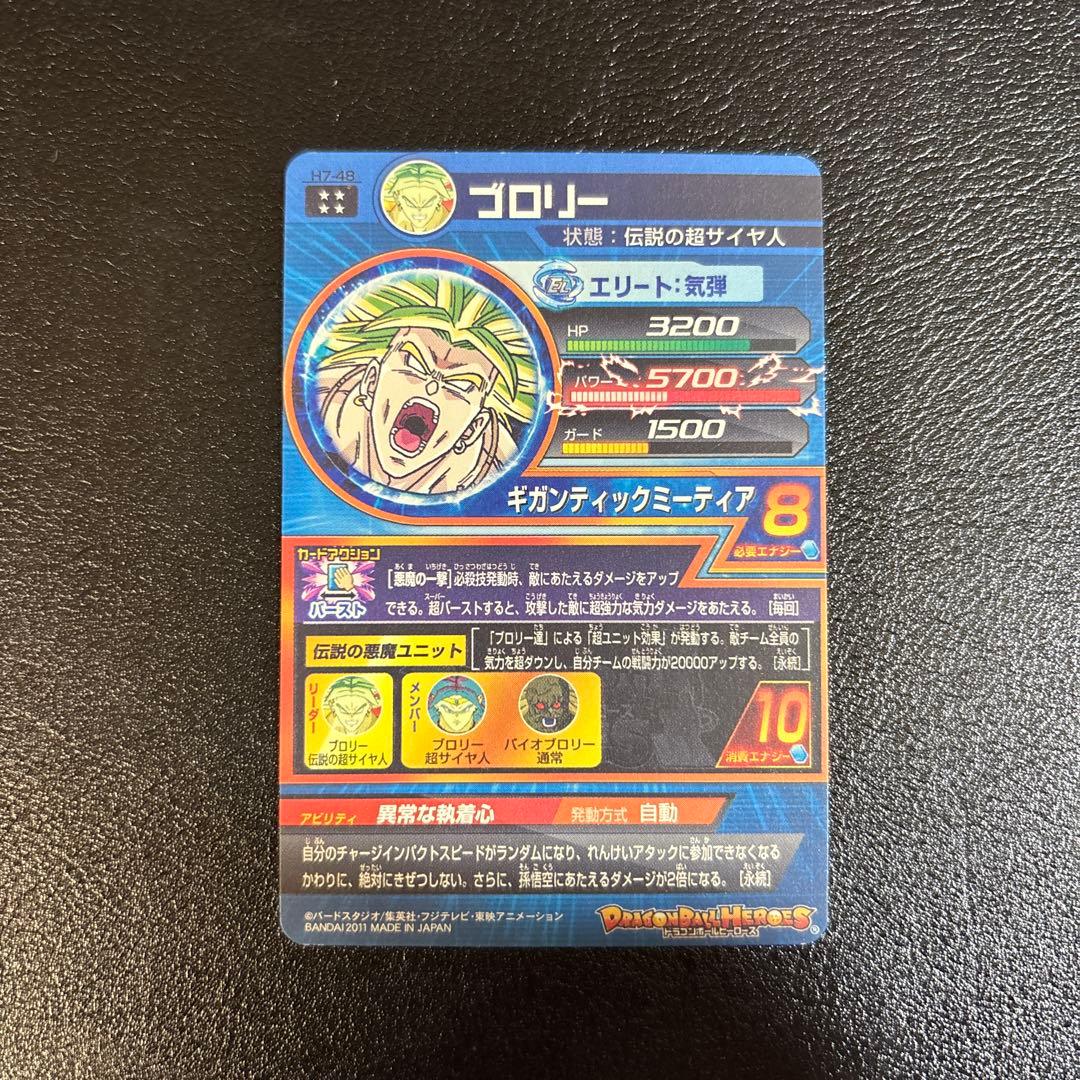 H7-48
ブロリー
状態:伝説の超サイヤ人
EL エリート:気弾
HP 3200
パワー 5700
ガード 1500
ギガンティックミーティア 8
必要エナジー
カードアクション
バースト
[悪魔の一撃]必殺技発動時、敵にあたえるダメージをアップ
できる。超バーストすると、攻撃した敵に超強力な気力ダメージをあたえる。[毎回]
伝説の悪魔ユニット
「ブロリー達」による「超ユニット効果」が発動する。敵チーム全員の
気力を超ダウンし、自分チームの戦闘力が20000アップする。[永続]
リーダー
ブロリー
伝説の超サイヤ人
メンバー
ブロリー
超サイヤ人
バイオブロリー
通常
10
消費エナジー
アビリティ 異常な執着心 発動方式 自動
自分のチャージインパクトスピードがランダムになり、れんけいアタックに参加できなくなる
かわりに、絶対にきぜつしない。さらに、孫悟空にあたえるダメージが2倍になる。[永続]
©バードスタジオ/集英社・フジテレビ・東映アニメーション
BANDAI 2011 MADE IN JAPAN
DRAGONBALL HEROES
ドラゴンボールヒーローズ
®